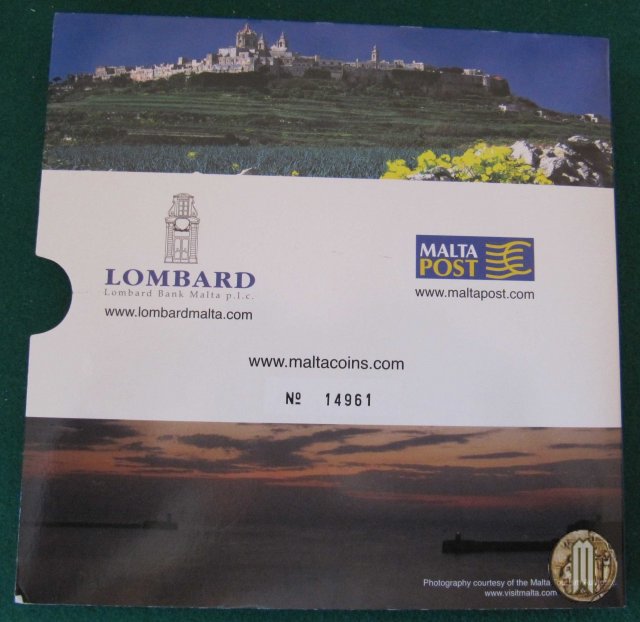 LOMBARD
Lombard Bank Malta p.l.c.
www.lombardmalta.com
MALTA
POST
www.maltapost.com
www.maltacoins.com
Nº 14961
Photography courtesy of the Malta
www.visitmalta.com
M